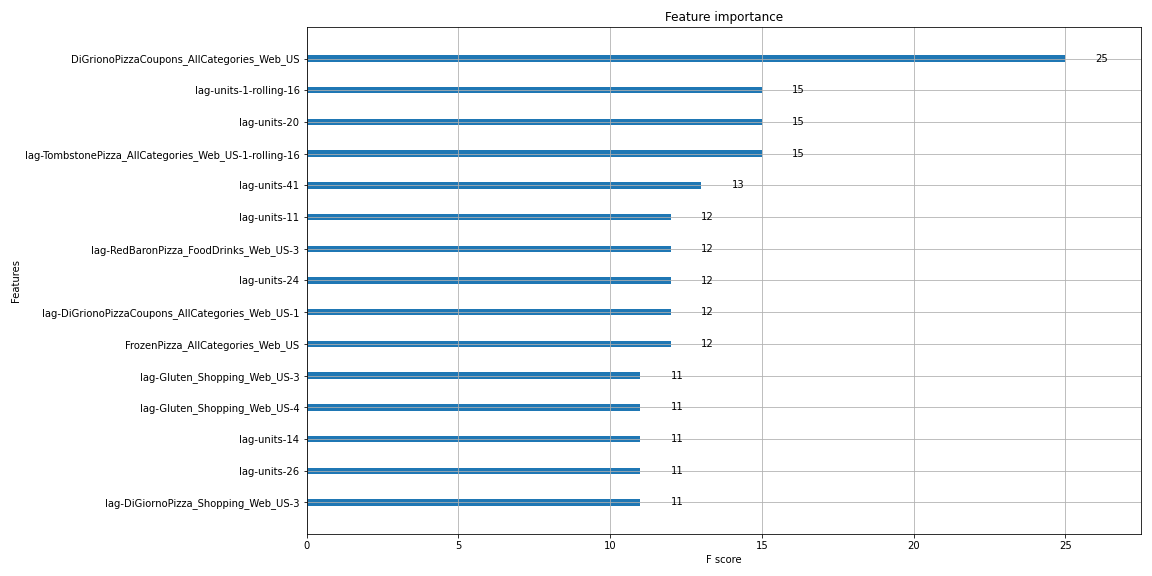 Feature importance
DiGrionoPizzaCoupons_AllCategories_Web_US 25
lag-units-1-rolling-16 15
lag-units-20 15
lag-TombstonePizza_AllCategories_Web_US-1-rolling-16 15
lag-units-41 13
lag-units-11 12
lag-RedBaronPizza_FoodDrinks_Web_US-3 12
lag-units-24 12
lag-DiGrionoPizzaCoupons_AllCategories_Web_US-1 12
FrozenPizza_AllCategories_Web_US 12
lag-Gluten_Shopping_Web_US-3 11
lag-Gluten_Shopping_Web_US-4 11
lag-units-14 11
lag-units-26 11
lag-DiGiornoPizza_Shopping_Web_US-3 11
Features
0 5 10 15 20 25
F score